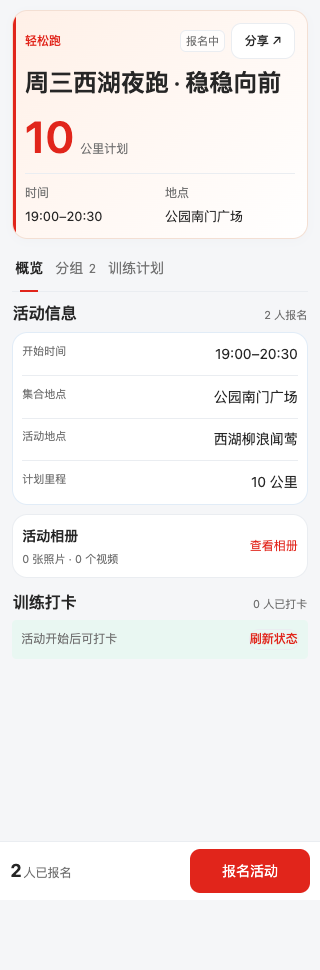 轻松跑
报名中
分享 ↗
周三西湖夜跑 · 稳稳向前
10 公里计划
时间
地点
19:00–20:30
公园南门广场
概览 分组 2 训练计划
活动信息
2 人报名
开始时间
19:00–20:30
集合地点
公园南门广场
活动地点
西湖柳浪闻莺
计划里程
10 公里
活动相册
0 张照片 · 0 个视频
查看相册
训练打卡
0 人已打卡
活动开始后可打卡
刷新状态
2 人已报名
报名活动